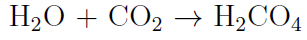 H₂O + CO₂ → H₂CO₄